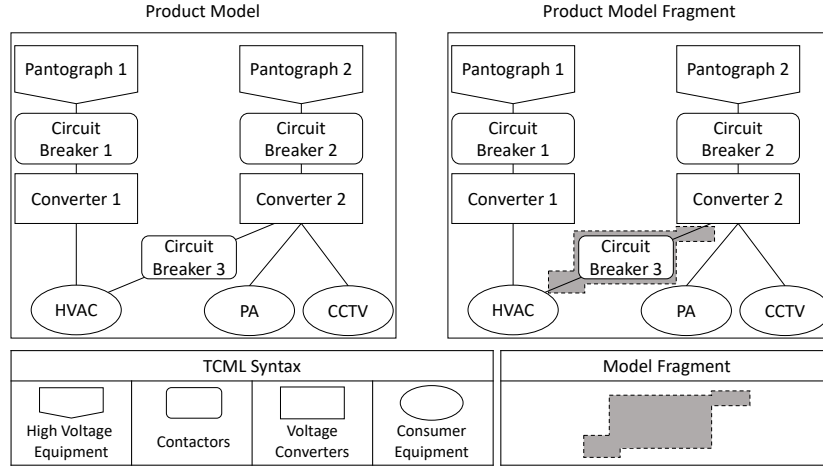 Product Model
Pantograph 1
Pantograph 2
Circuit
Breaker 1
Circuit
Breaker 2
Converter 1
Converter 2
Circuit
Breaker 3
HVAC
PA
CCTV
Product Model Fragment
Pantograph 1
Pantograph 2
Circuit
Breaker 1
Circuit
Breaker 2
Converter 1
Converter 2
Circuit
Breaker 3
HVAC
PA
CCTV
TCML Syntax
High Voltage
Equipment
Contactors
Voltage
Converters
Consumer
Equipment
Model Fragment